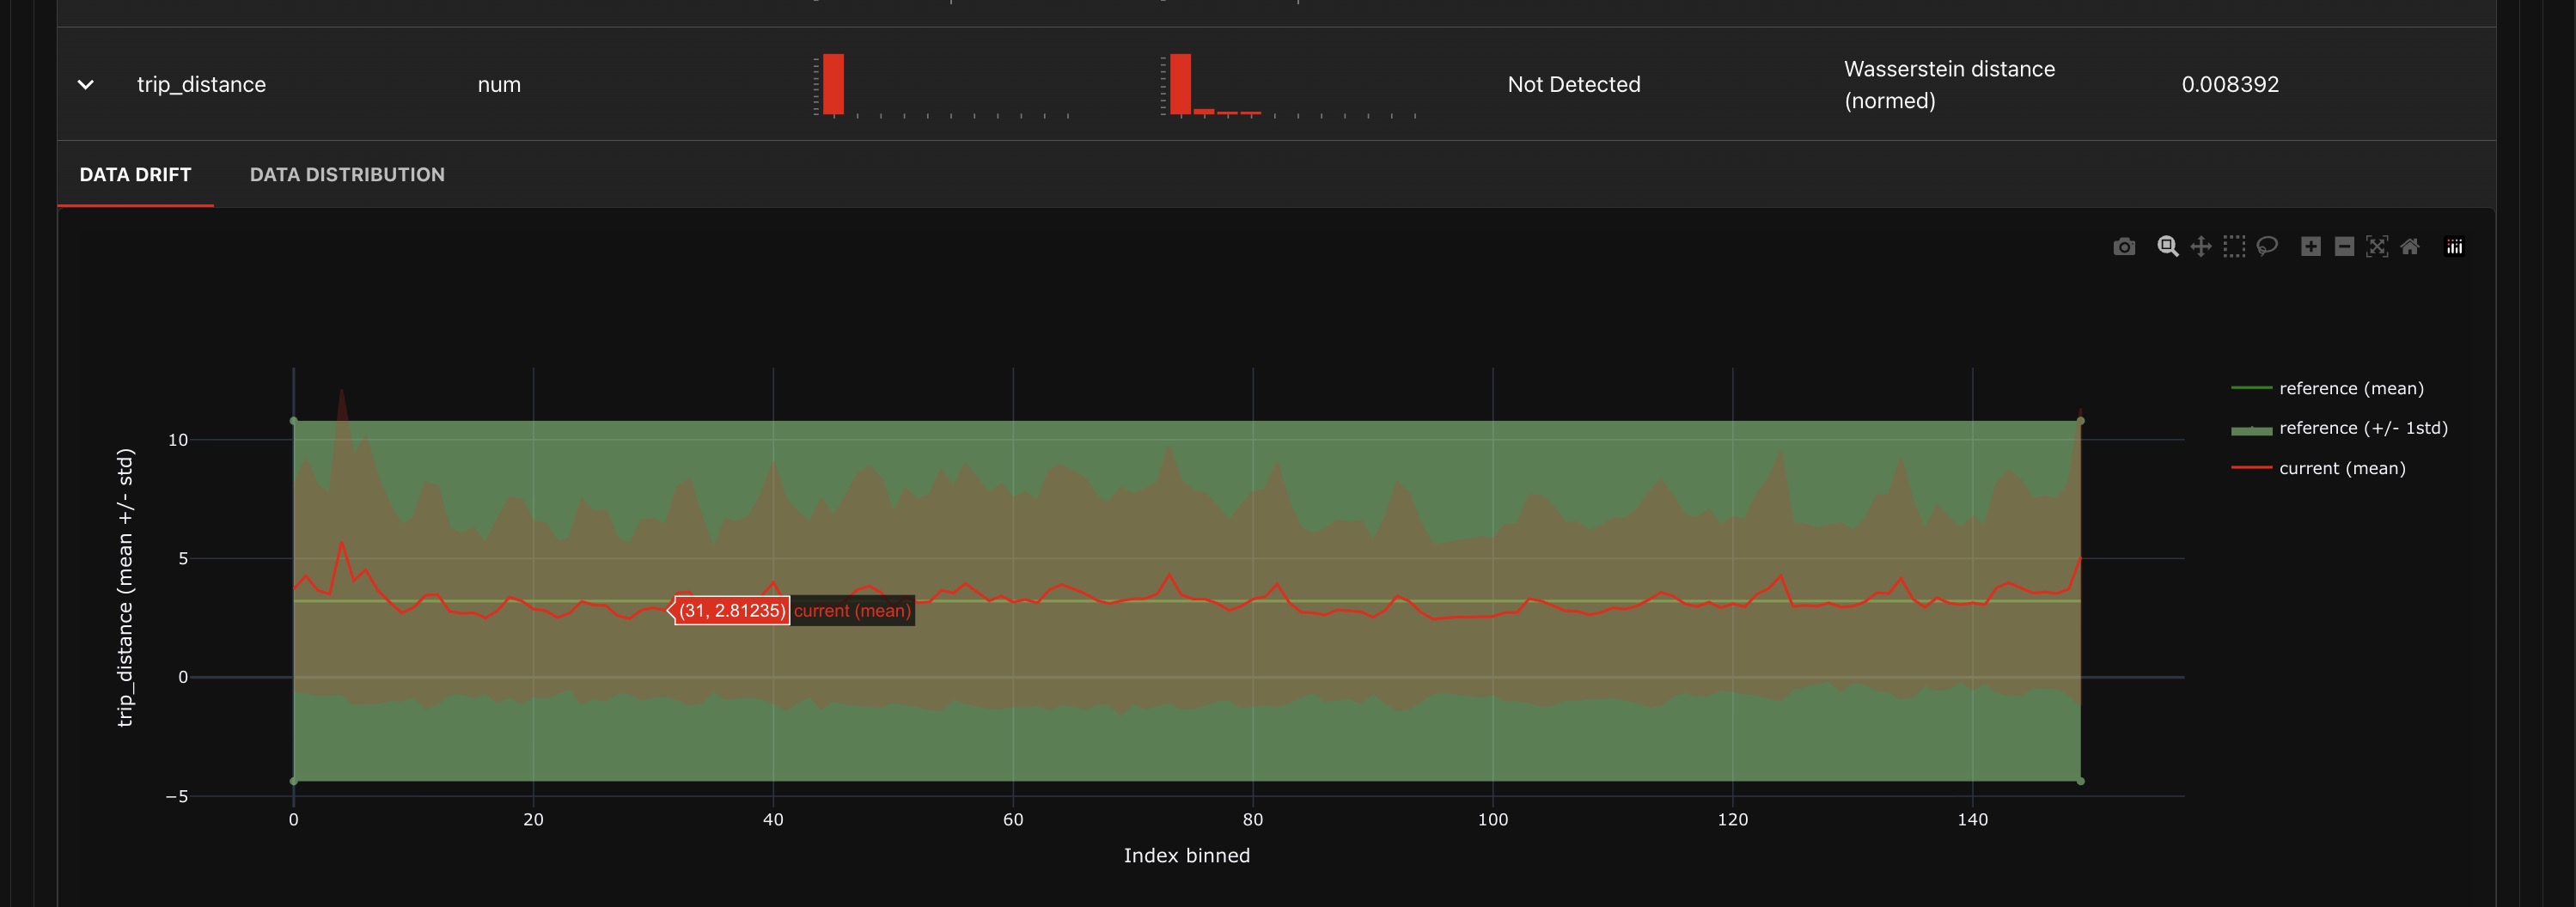 trip_distance
num
Not Detected
Wasserstein distance
(normed)
0.008392
DATA DRIFT
DATA DISTRIBUTION
reference (mean)
reference (+/- 1std)
current (mean)
trip_distance (mean +/- std)
10
5
0
−5
(31, 2.81235)
current (mean)
0
20
40
60
80
100
120
140
Index binned